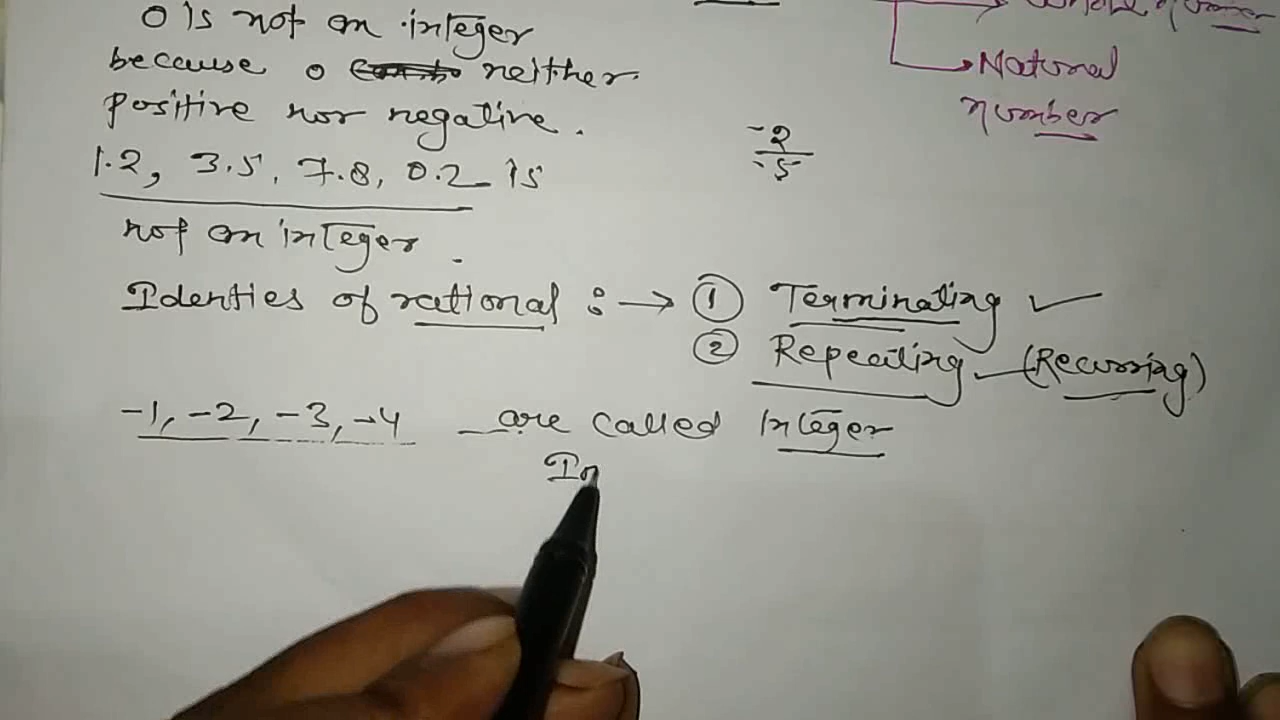 0 is not an integer
because 0 neither
positive nor negative.
1.2, 3.5, 7.8, 0.2 is
not an integer.
Natural
number
-2
-5
Identies of rational : → ① Terminating ✓
② Repeating (Recurring)
-1, -2, -3, -4 are called integer
In